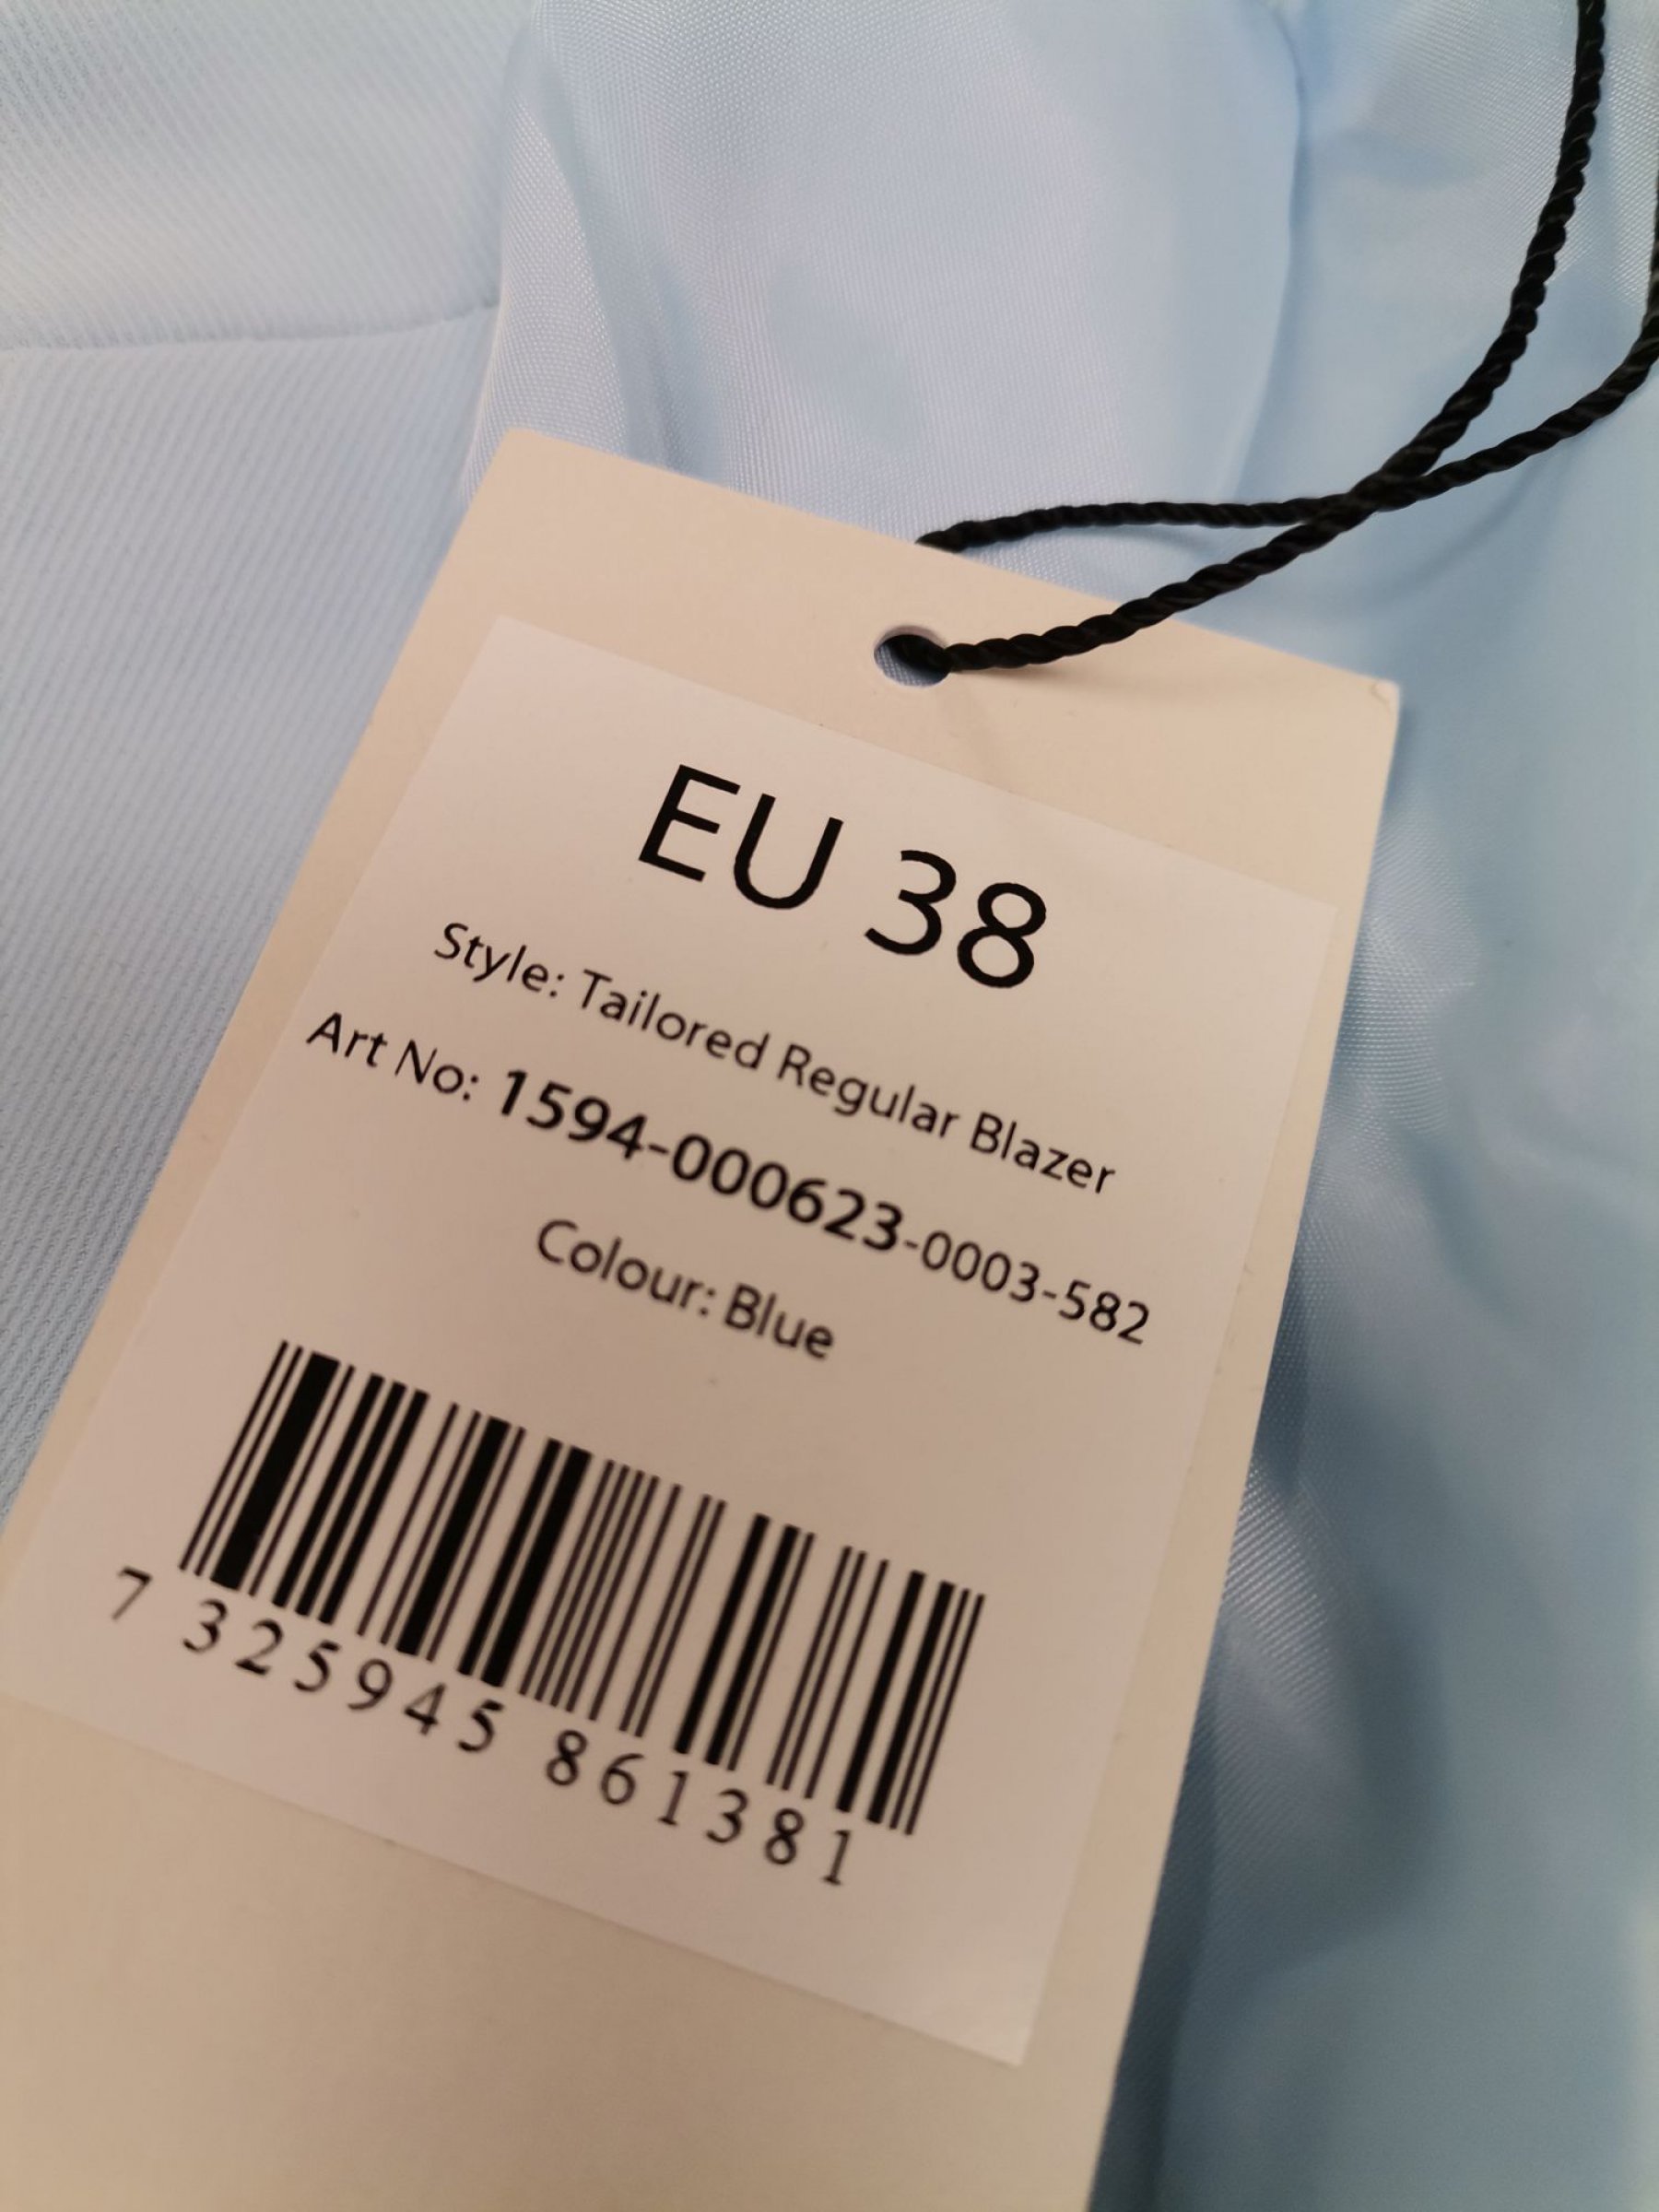 EU 38
Style: Tailored Regular Blazer
Art No: 1594-000623-0003-582
Colour: Blue
7 325945 861381